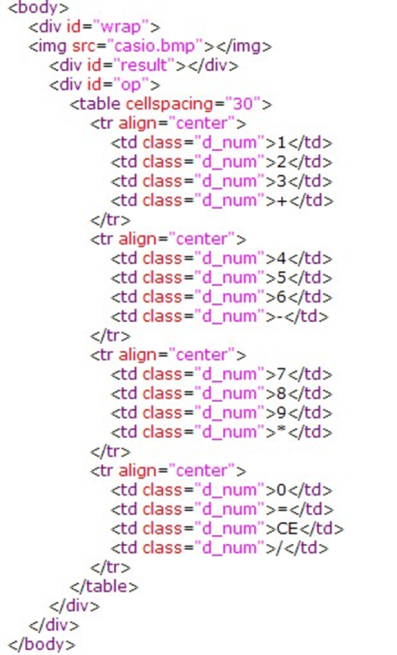 <body>
<div id="wrap">
<img src="casio.bmp"></img>
<div id="result"></div>
<div id="op">
<table cellspacing="30">
<tr align="center">
<td class="d_num">1</td>
<td class="d_num">2</td>
<td class="d_num">3</td>
<td class="d_num">+</td>
</tr>
<tr align="center">
<td class="d_num">4</td>
<td class="d_num">5</td>
<td class="d_num">6</td>
<td class="d_num">-</td>
</tr>
<tr align="center">
<td class="d_num">7</td>
<td class="d_num">8</td>
<td class="d_num">9</td>
<td class="d_num">*</td>
</tr>
<tr align="center">
<td class="d_num">0</td>
<td class="d_num">=</td>
<td class="d_num">CE</td>
<td class="d_num">/</td>
</tr>
</table>
</div>
</div>
</body>